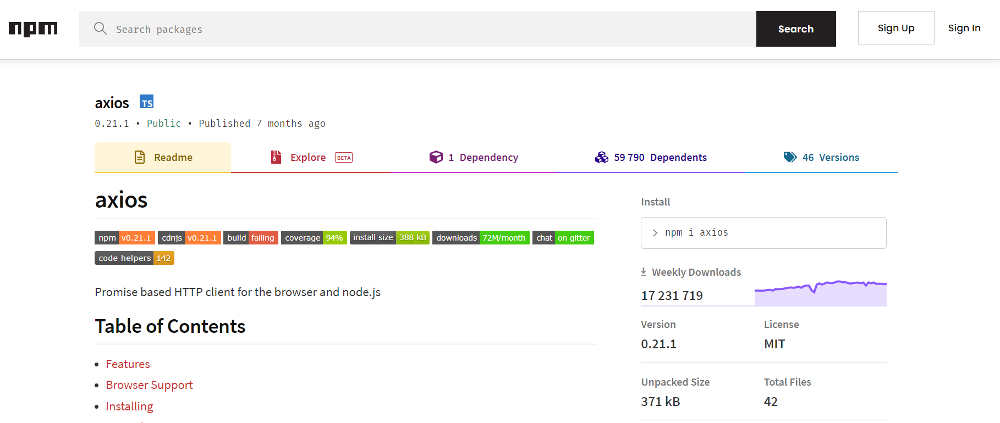 npm
Search packages
Search
Sign Up
Sign In
axios TS
0.21.1 • Public • Published 7 months ago
Readme
Explore BETA
1 Dependency
59 790 Dependents
46 Versions
axios
npm v0.21.1 cdnjs v0.21.1 build failing coverage 94% install size 388 kB downloads 72M/month chat on gitter
code helpers 142
Promise based HTTP client for the browser and node.js
Table of Contents
• Features
• Browser Support
• Installing
Install
> npm i axios
Weekly Downloads
17 231 719
Version
0.21.1
License
MIT
Unpacked Size
371 kB
Total Files
42